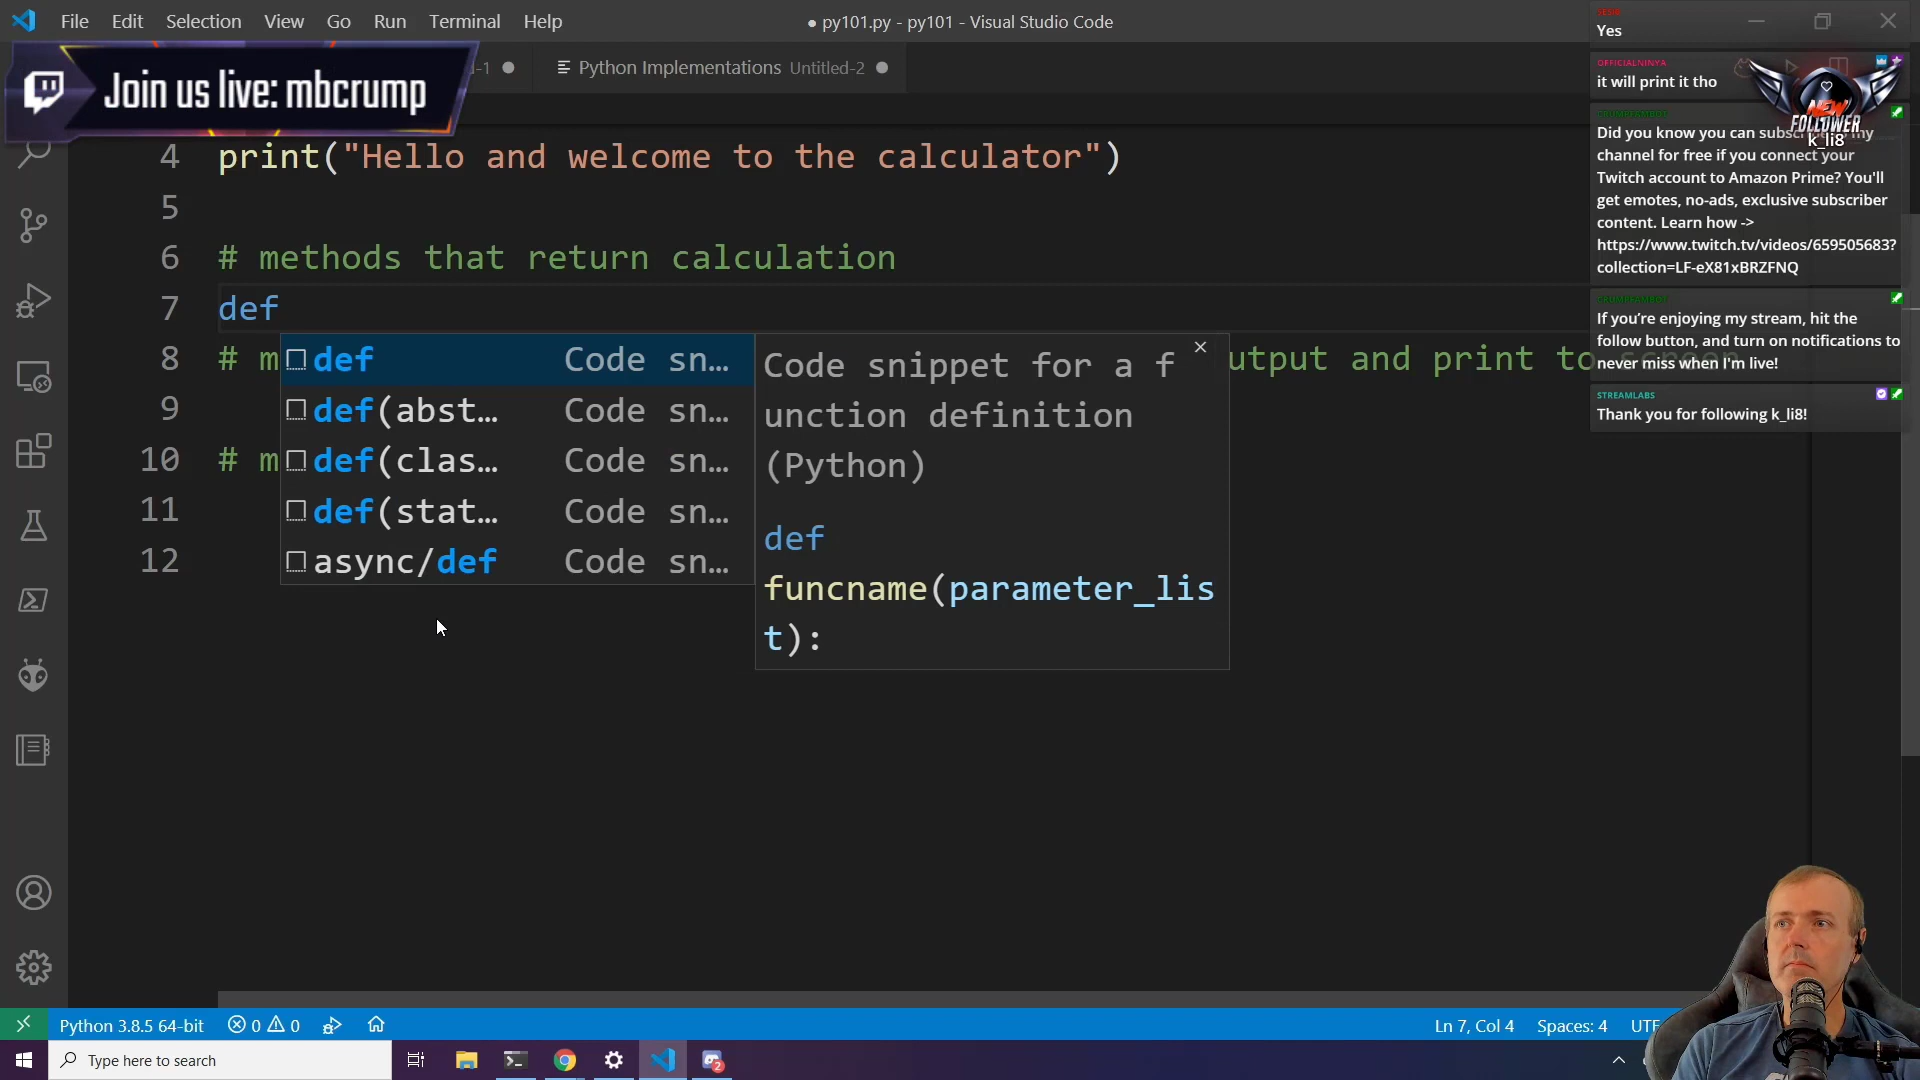 File Edit Selection View Go Run Terminal Help
● py101.py - py101 - Visual Studio Code
Join us live: mbcrump
-1
Python Implementations Untitled-2
4 print("Hello and welcome to the calculator")
5
6 # methods that return calculation
7 def
8 # m
utput and print to screen
9
10 # m
11
12
def Code sn…
def(abst… Code sn…
def(clas… Code sn…
def(stat… Code sn…
async/def Code sn…
Code snippet for a f
unction definition
(Python)
def
funcname(parameter_lis
t):
Yes
OFFICIALNINYA
it will print it tho
NEW
FOLLOWER
k_li8
Did you know you can subscribe my
channel for free if you connect your
Twitch account to Amazon Prime? You'll
get emotes, no-ads, exclusive subscriber
content. Learn how ->
https://www.twitch.tv/videos/659505683?
collection=LF-eX81xBRZFNQ
If you're enjoying my stream, hit the
follow button, and turn on notifications to
never miss when I'm live!
STREAMLABS
Thank you for following k_li8!
Python 3.8.5 64-bit
0 0
Ln 7, Col 4 Spaces: 4 UTF
Type here to search
2